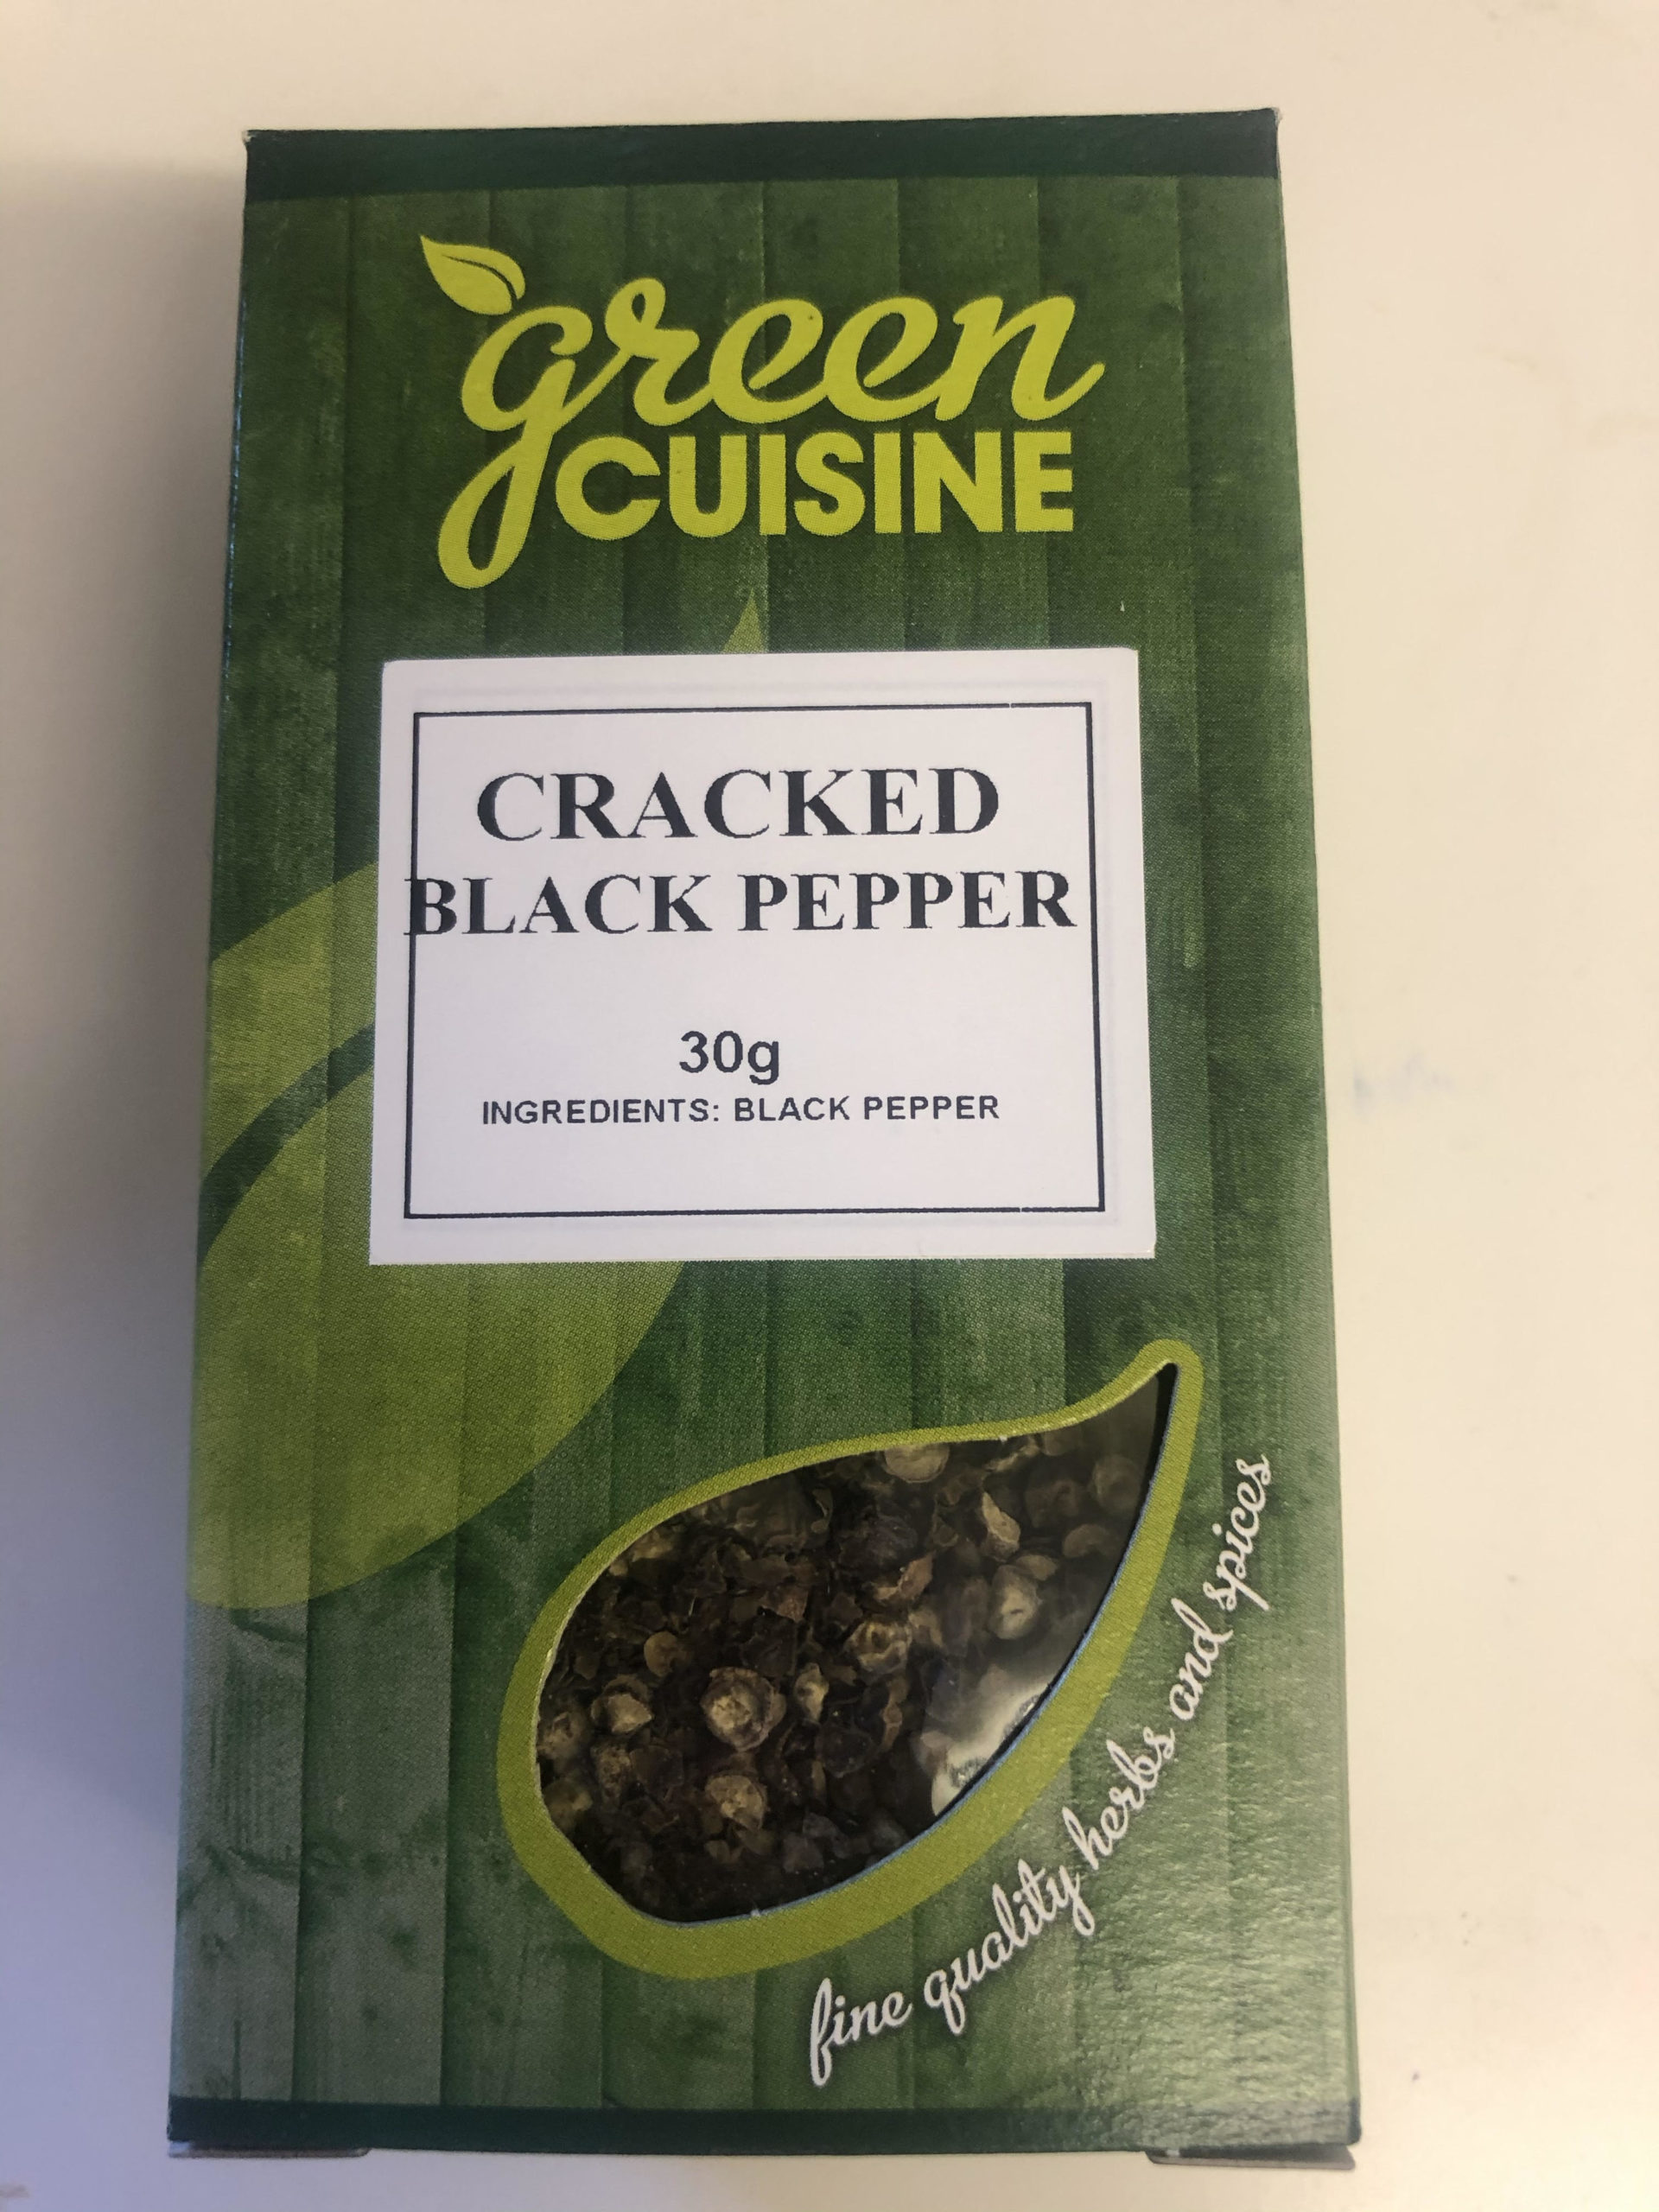 green
CUISINE
CRACKED
BLACK PEPPER
30g
INGREDIENTS: BLACK PEPPER
fine quality herbs and spices